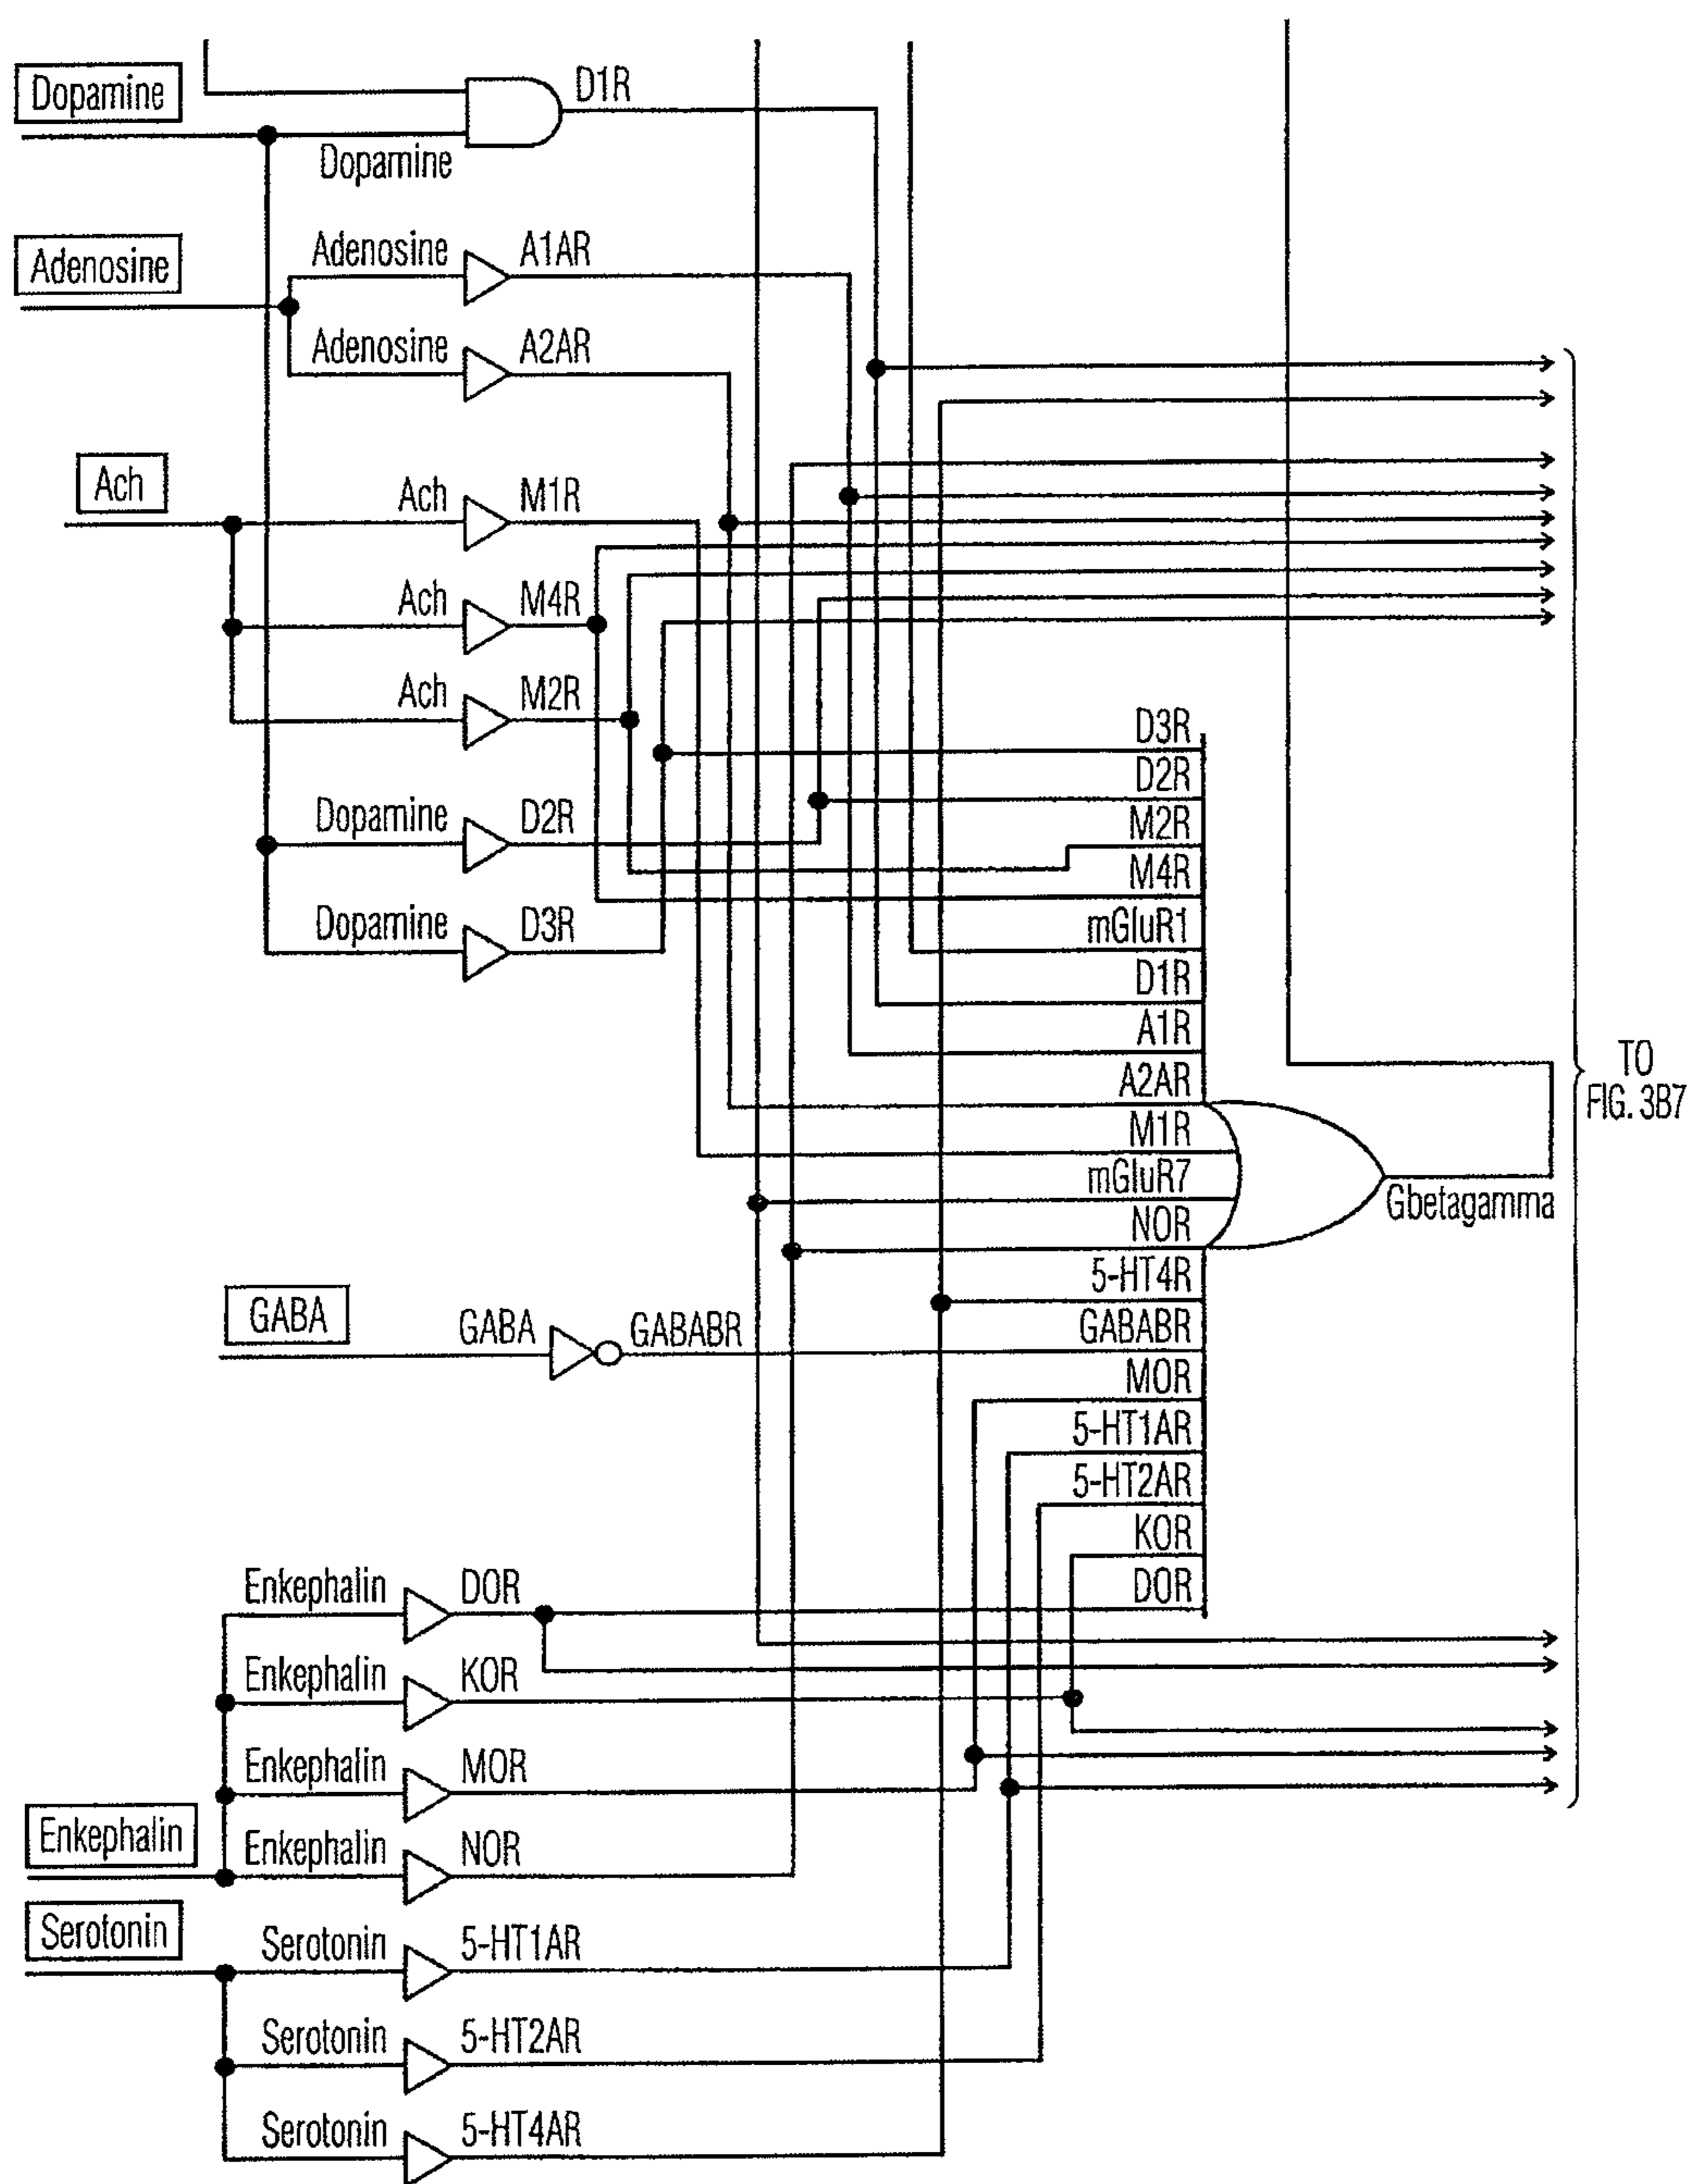 Dopamine
D1R
Dopamine
Adenosine
Adenosine
A1AR
Adenosine
A2AR
Ach
Ach
M1R
Ach
M4R
Ach
M2R
Dopamine
D2R
Dopamine
D3R
D3R
D2R
M2R
M4R
mGluR1
D1R
A1R
A2AR
M1R
mGluR7
NOR
5-HT4R
GABABR
MOR
5-HT1AR
5-HT2AR
KOR
DOR
Gbetagamma
TO
FIG. 3B7
GABA
GABA
GABABR
Enkephalin
DOR
Enkephalin
KOR
Enkephalin
MOR
Enkephalin
Enkephalin
NOR
Serotonin
Serotonin
5-HT1AR
Serotonin
5-HT2AR
Serotonin
5-HT4AR